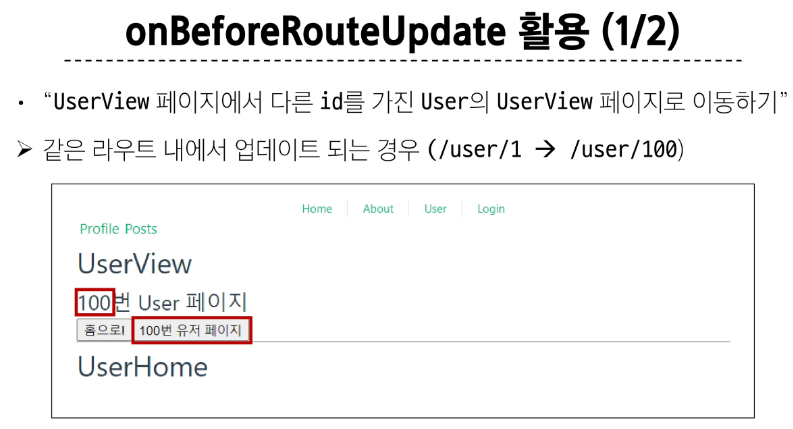 onBeforeRouteUpdate 활용 (1/2)
• “UserView 페이지에서 다른 id를 가진 User의 UserView 페이지로 이동하기”
➢ 같은 라우트 내에서 업데이트 되는 경우 (/user/1 → /user/100)
Home About User Login
Profile Posts
UserView
100번 User 페이지
홈으로! 100번 유저 페이지
UserHome